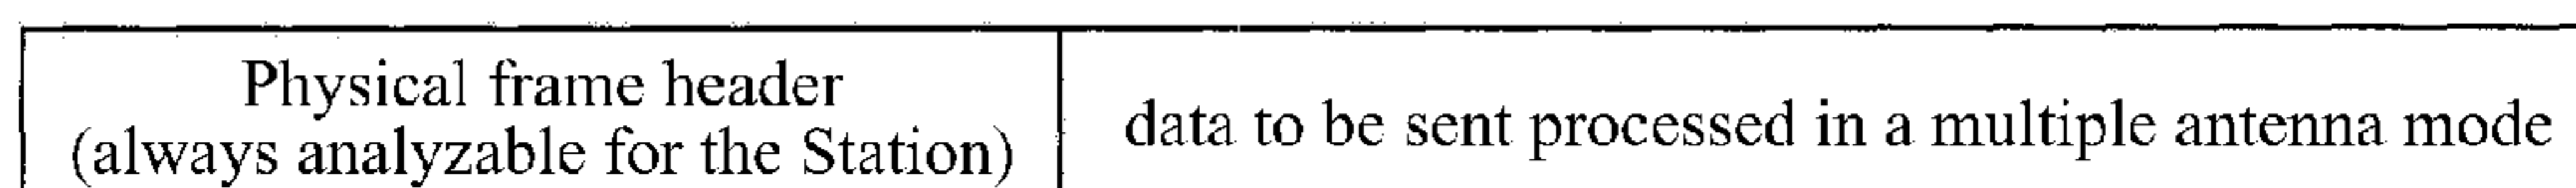 Physical frame header
(always analyzable for the Station)
data to be sent processed in a multiple antenna mode